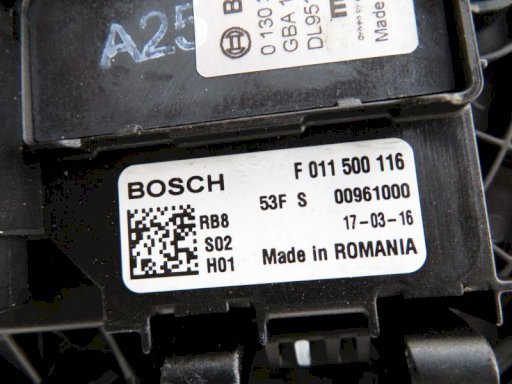 A25
0 130
GBA
DL95
Made
BOSCH
F 011 500 116
53F S 00961000
RB8
17-03-16
S02
H01
Made in ROMANIA